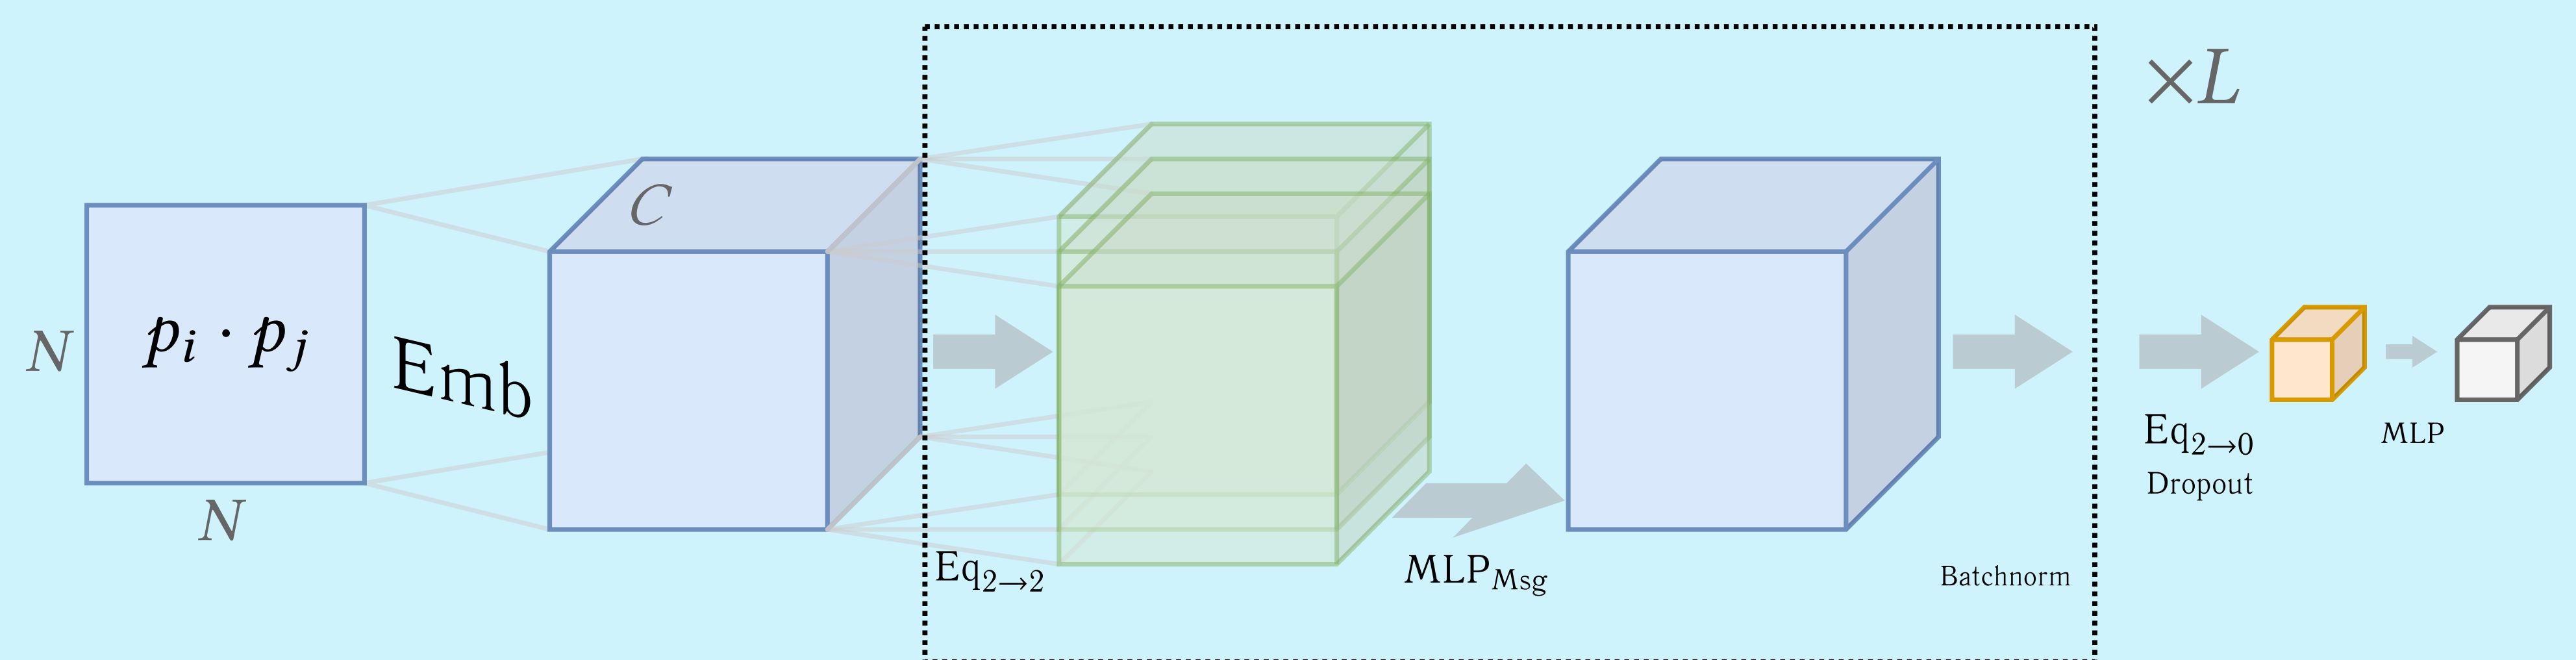 ×L
C
N
p_i · p_j
Emb
N
Eq_{2→2}
MLP_{Msg}
Batchnorm
Eq_{2→0}
Dropout
MLP